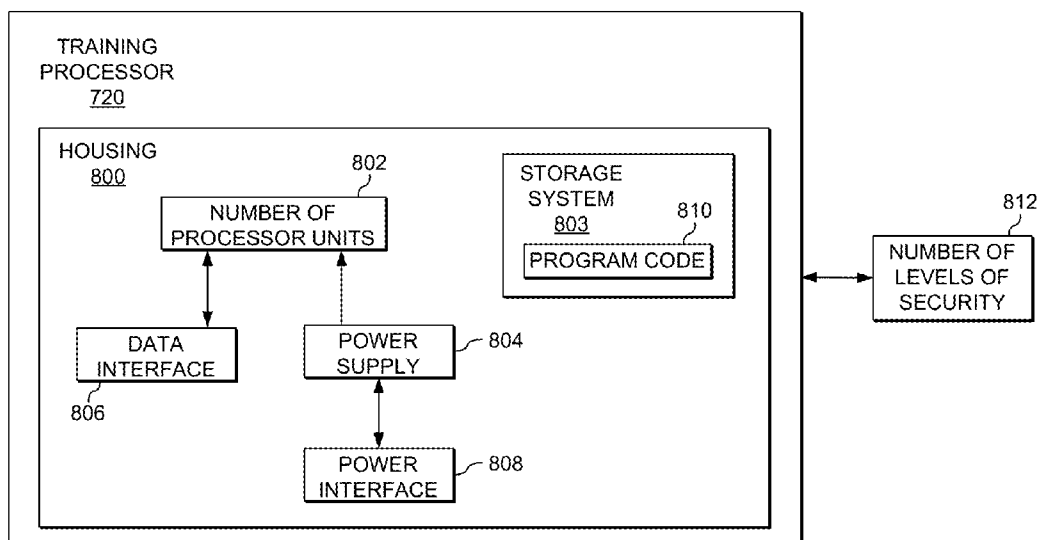 TRAINING
PROCESSOR
720
HOUSING
800
802
NUMBER OF
PROCESSOR UNITS
STORAGE
SYSTEM
803
810
PROGRAM CODE
812
NUMBER OF
LEVELS OF
SECURITY
DATA
INTERFACE
806
POWER
SUPPLY
804
POWER
INTERFACE
808